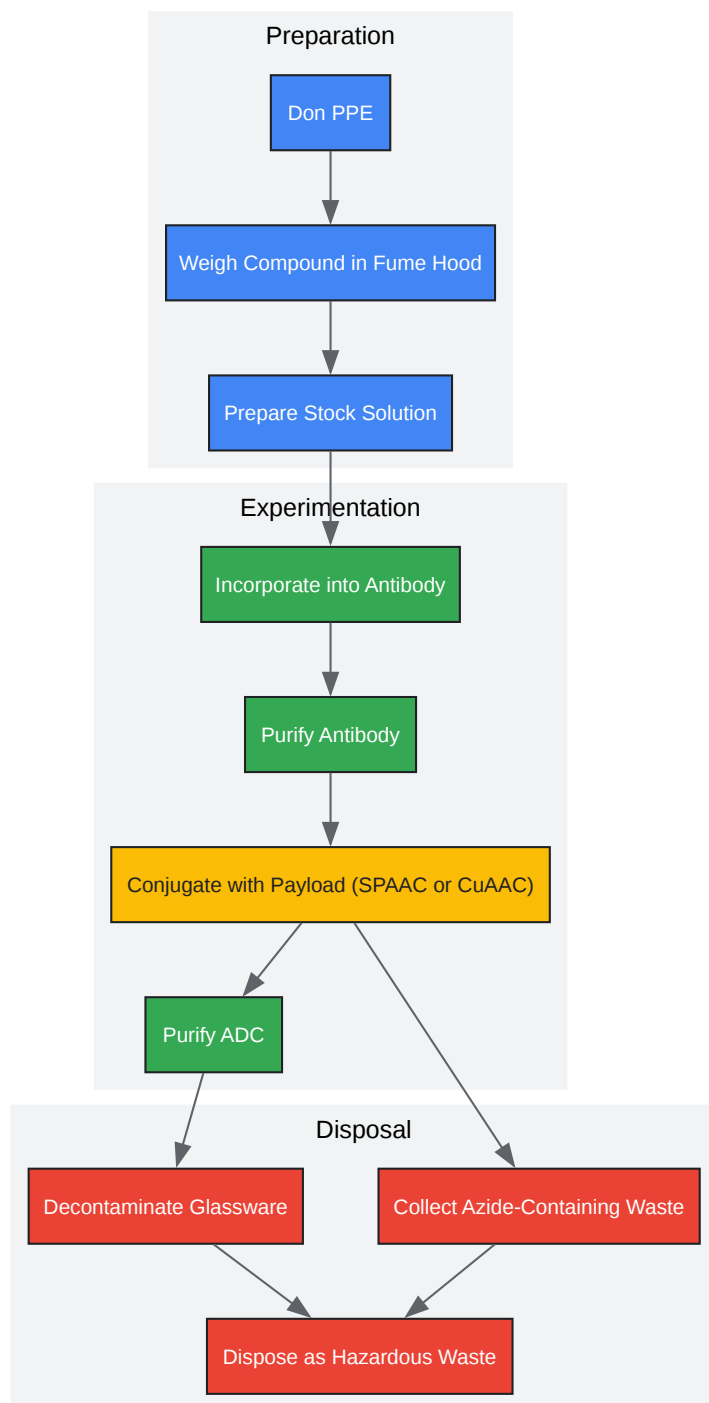 Preparation
Don PPE
Weigh Compound in Fume Hood
Prepare Stock Solution
Experimentation
Incorporate into Antibody
Purify Antibody
Conjugate with Payload (SPAAC or CuAAC)
Purify ADC
Disposal
Decontaminate Glassware
Collect Azide-Containing Waste
Dispose as Hazardous Waste